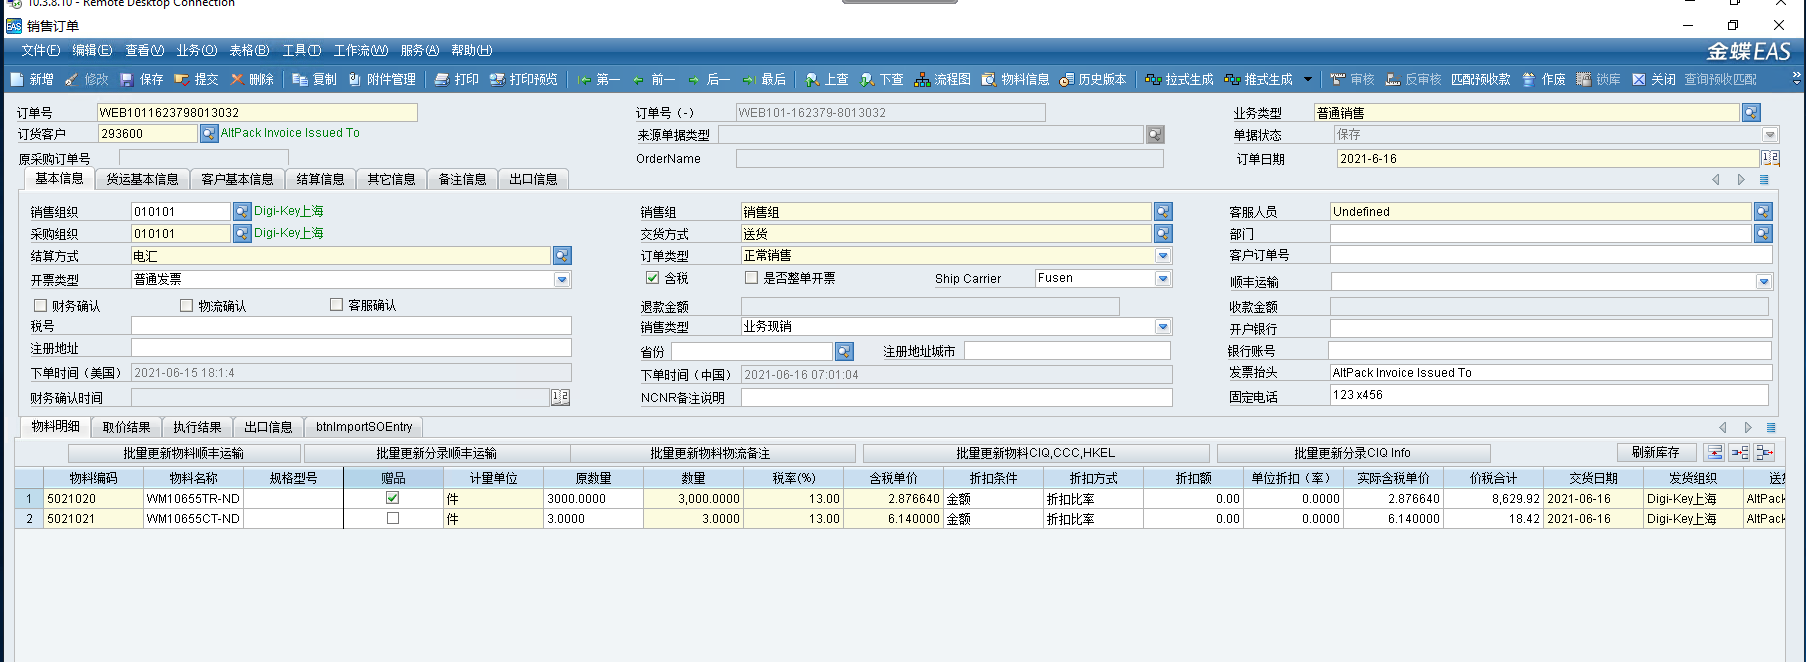 10.3.8.10 - Remote Desktop Connection
EAS 销售订单
文件(F) 编辑(E) 查看(V) 业务(O) 表格(B) 工具(T) 工作流(W) 服务(A) 帮助(H) 金蝶EAS
新增 修改 保存 提交 删除 复制 附件管理 打印 打印预览 第一 前一 后一 最后 上查 下查 流程图 物料信息 历史版本 拉式生成 推式生成 审核 反审核 匹配预收款 作废 锁库 关闭 查询预收匹配
订单号 WEB1011623798013032 订单号 (-) WEB101-162379-8013032 业务类型 普通销售
订货客户 293600 AltPack Invoice Issued To 来源单据类型 单据状态 保存
原采购订单号 OrderName 订单日期 2021-6-16
基本信息 货运基本信息 客户基本信息 结算信息 其它信息 备注信息 出口信息
销售组织 010101 Digi-Key上海 销售组 销售组 客服人员 Undefined
采购组织 010101 Digi-Key上海 交货方式 送货 部门
结算方式 电汇 订单类型 正常销售 客户订单号
开票类型 普通发票 含税 是否整单开票 Ship Carrier Fusen 顺丰运输
财务确认 物流确认 客服确认 退款金额 收款金额
税号 销售类型 业务现销 开户银行
注册地址 省份 注册地址城市 银行账号
下单时间（美国） 2021-06-15 18:1:4 下单时间（中国） 2021-06-16 07:01:04 发票抬头 AltPack Invoice Issued To
财务确认时间 NCNR备注说明 固定电话 123 x456
物料明细 取价结果 执行结果 出口信息 btnImportSOEntry
批量更新物料顺丰运输 批量更新分录顺丰运输 批量更新物料物流备注 批量更新物料CIQ,CCC,HKEL 批量更新分录CIQ Info 刷新库存
物料编码 物料名称 规格型号 赠品 计量单位 原数量 数量 税率(%) 含税单价 折扣条件 折扣方式 折扣额 单位折扣（率） 实际含税单价 价税合计 交货日期 发货组织 送
1 5021020 WM10655TR-ND 件 3000.0000 3,000.0000 13.00 2.876640 金额 折扣比率 0.00 0.0000 2.876640 8,629.92 2021-06-16 Digi-Key上海 AltPack
2 5021021 WM10655CT-ND 件 3.0000 3.0000 13.00 6.140000 金额 折扣比率 0.00 0.0000 6.140000 18.42 2021-06-16 Digi-Key上海 AltPack